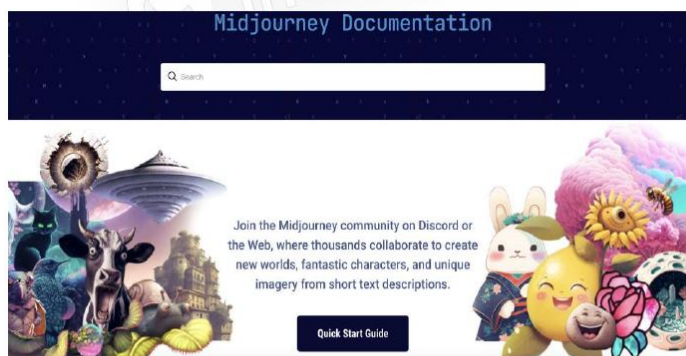 Midjourney Documentation
Search
Join the Midjourney community on Discord or
the Web, where thousands collaborate to create
new worlds, fantastic characters, and unique
imagery from short text descriptions.
Quick Start Guide